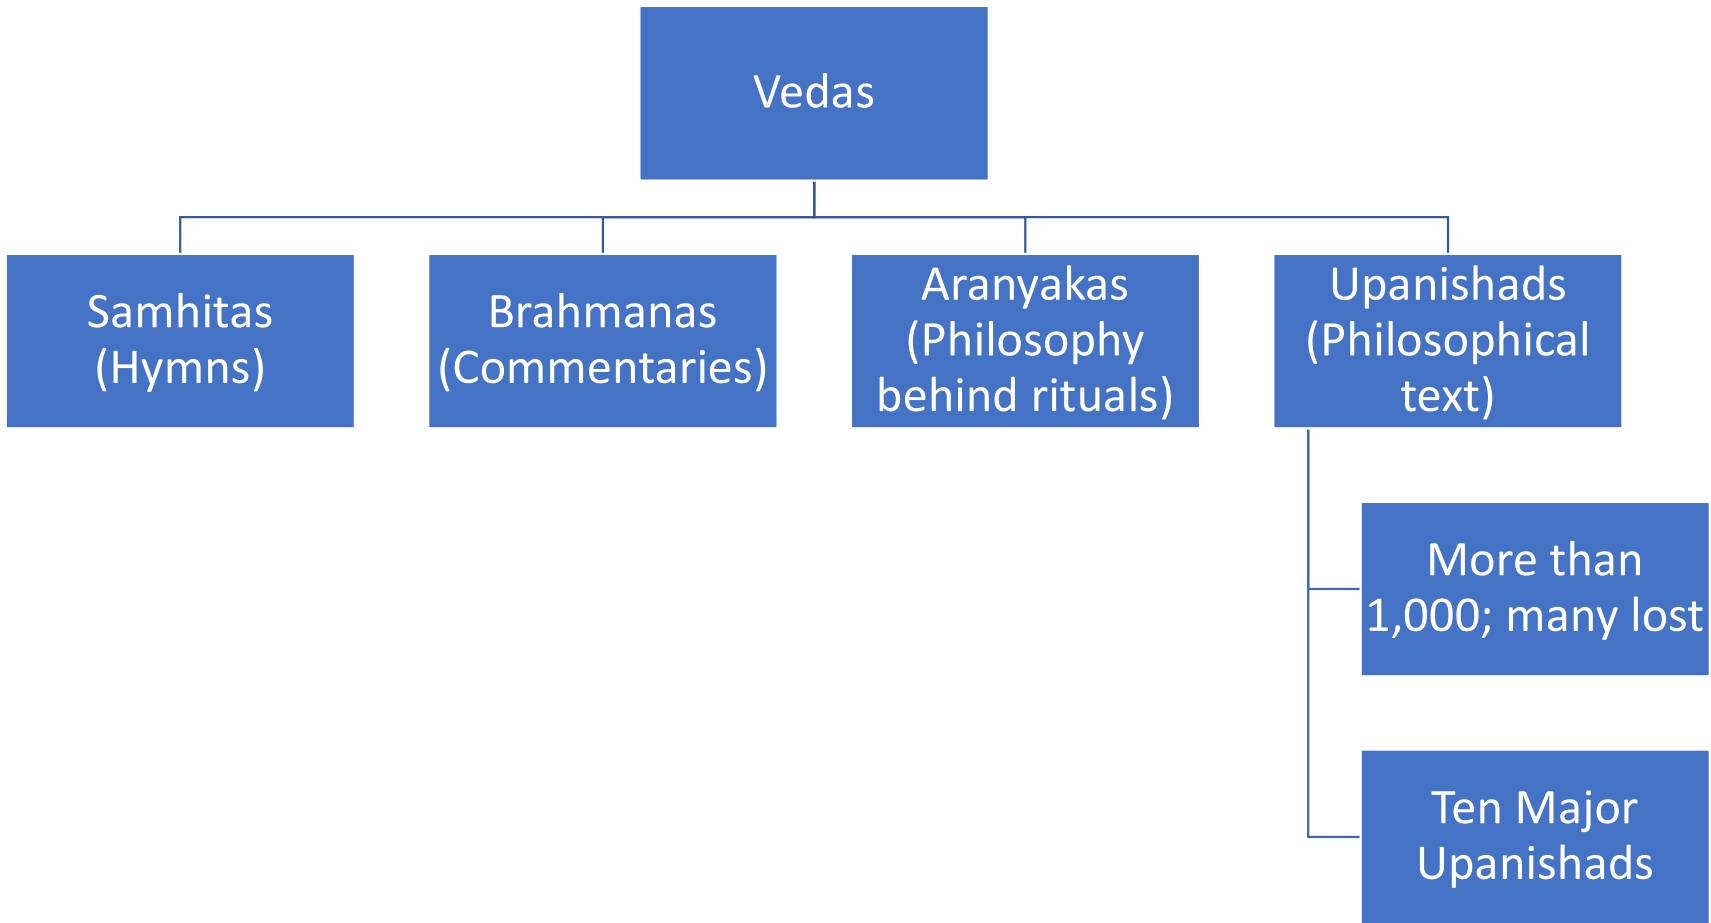 Vedas
Samhitas
(Hymns)
Brahmanas
(Commentaries)
Aranyakas
(Philosophy
behind rituals)
Upanishads
(Philosophical
text)
More than
1,000; many lost
Ten Major
Upanishads